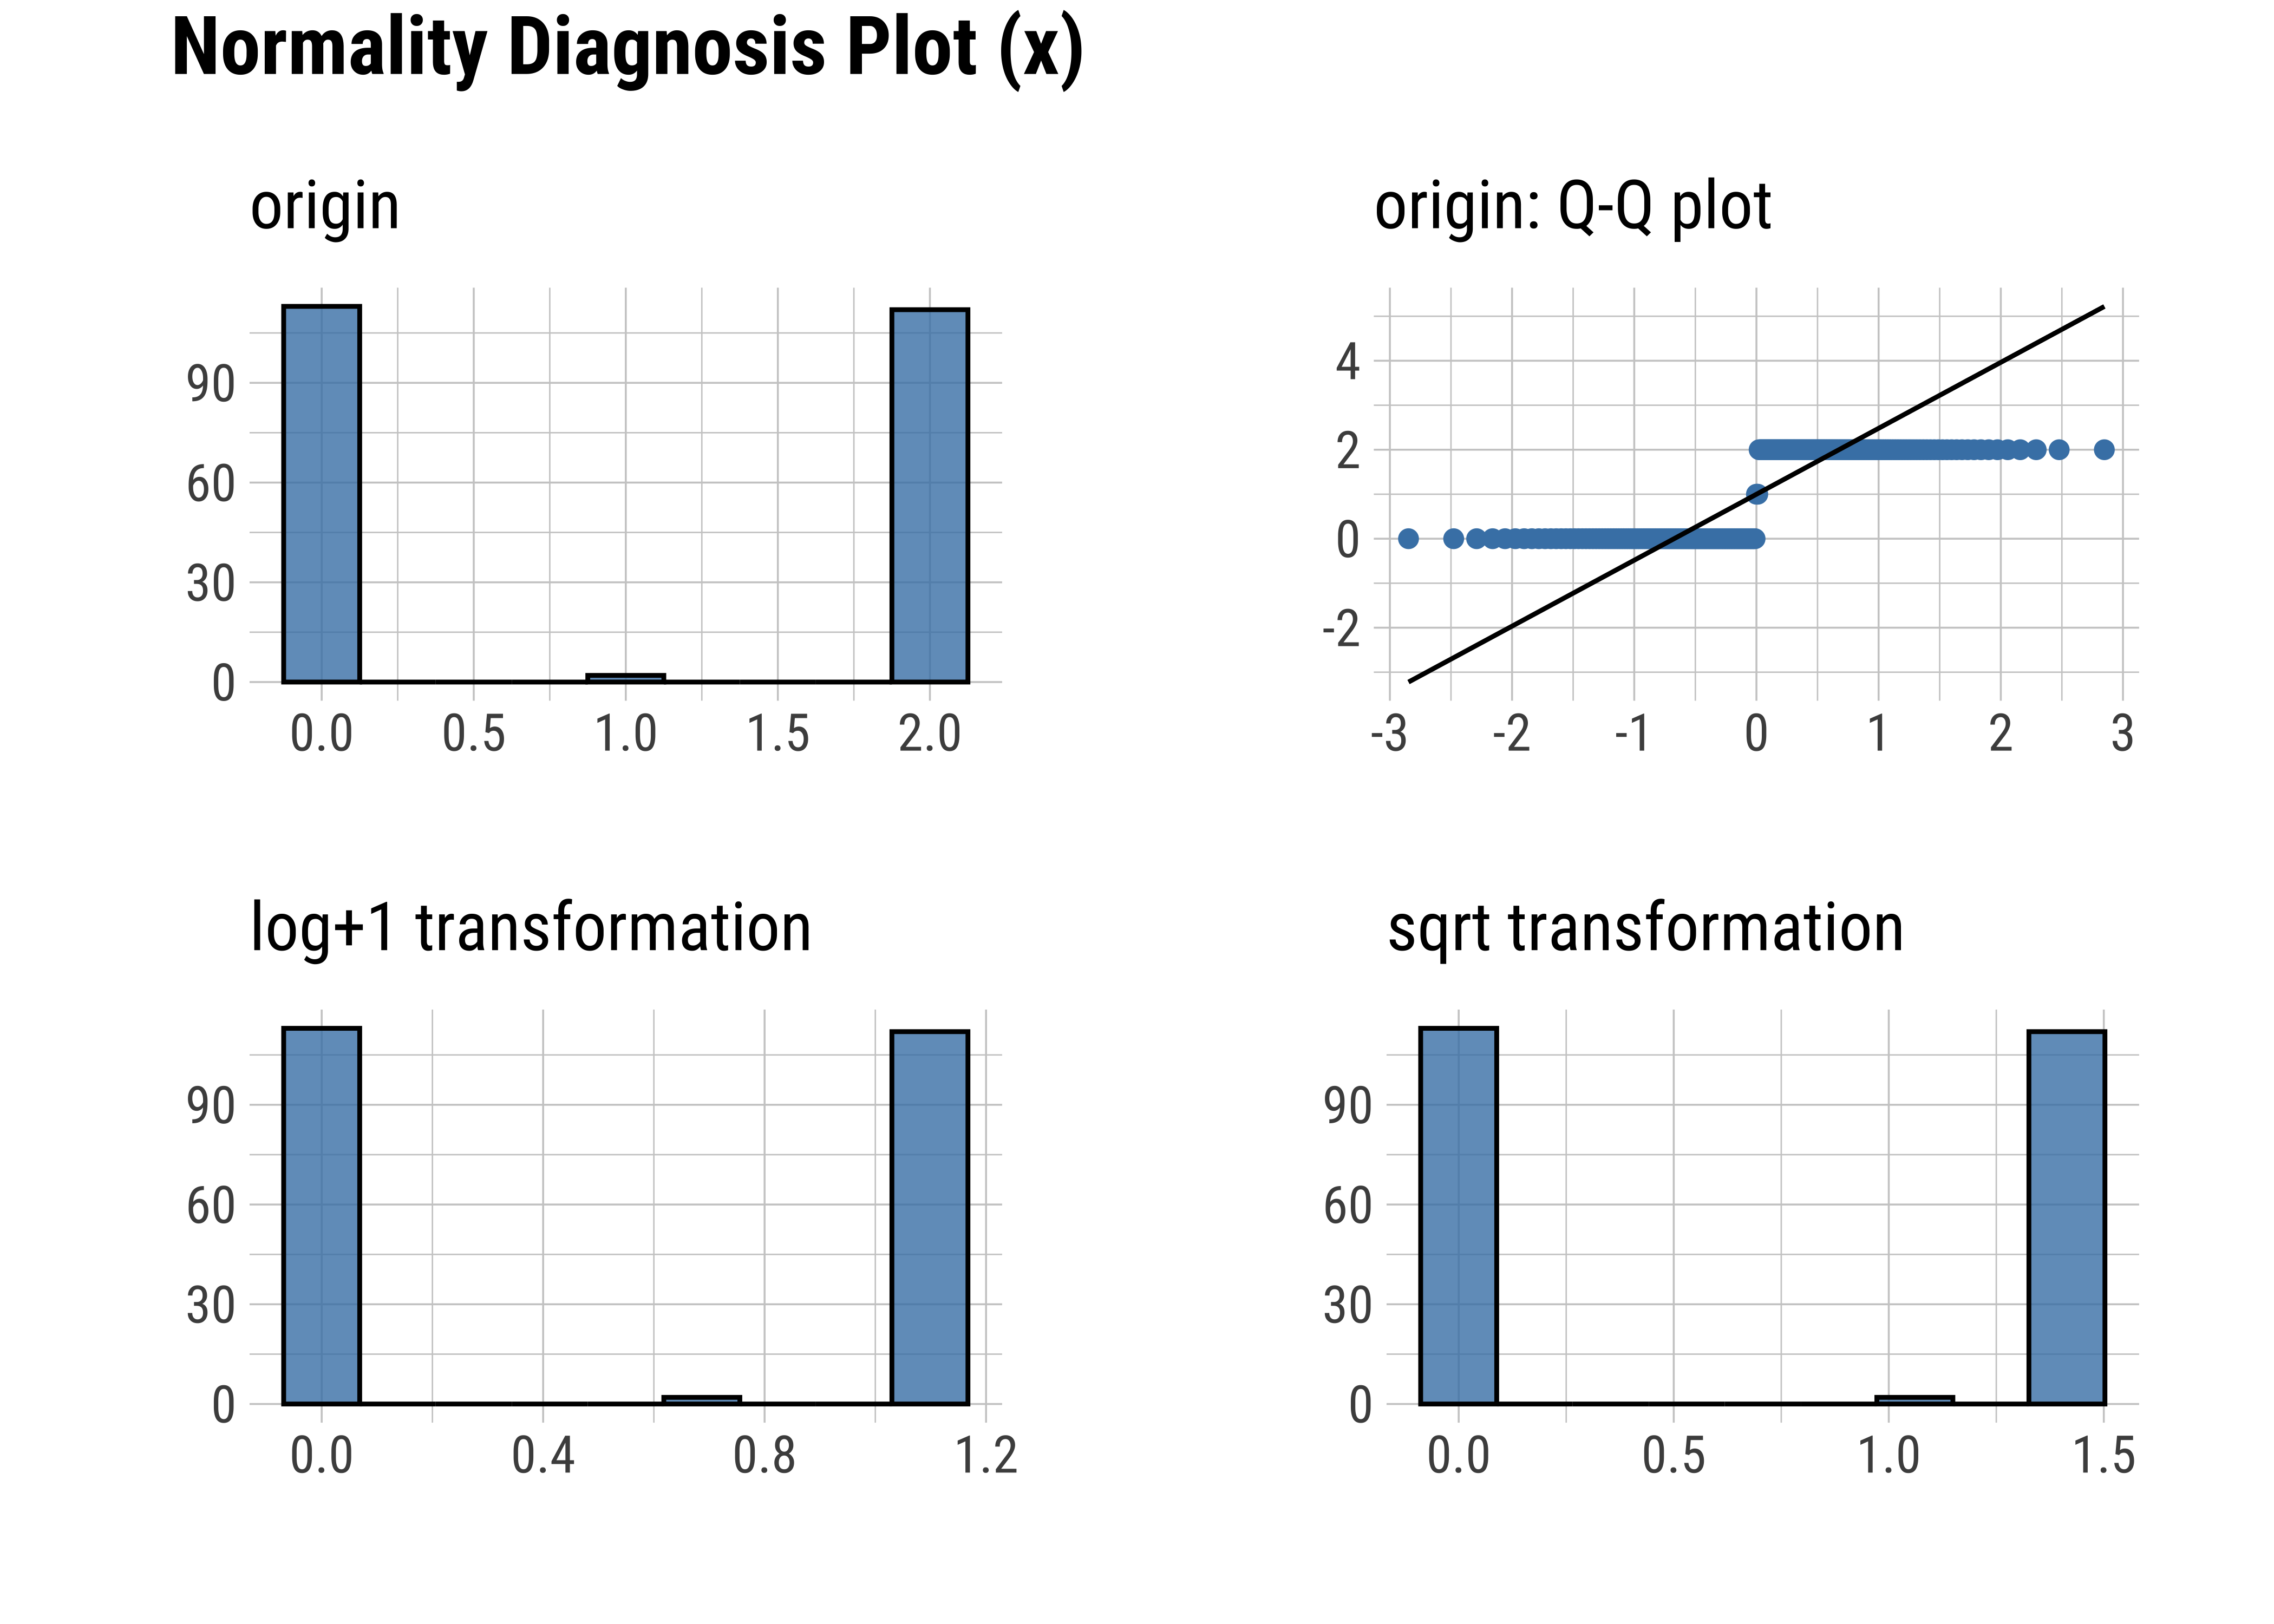 Normality Diagnosis Plot (x)
origin
90
60
30
0
0.0 0.5 1.0 1.5 2.0
origin: Q-Q plot
4
2
0
-2
-3 -2 -1 0 1 2 3
log+1 transformation
90
60
30
0
0.0 0.4 0.8 1.2
sqrt transformation
90
60
30
0
0.0 0.5 1.0 1.5